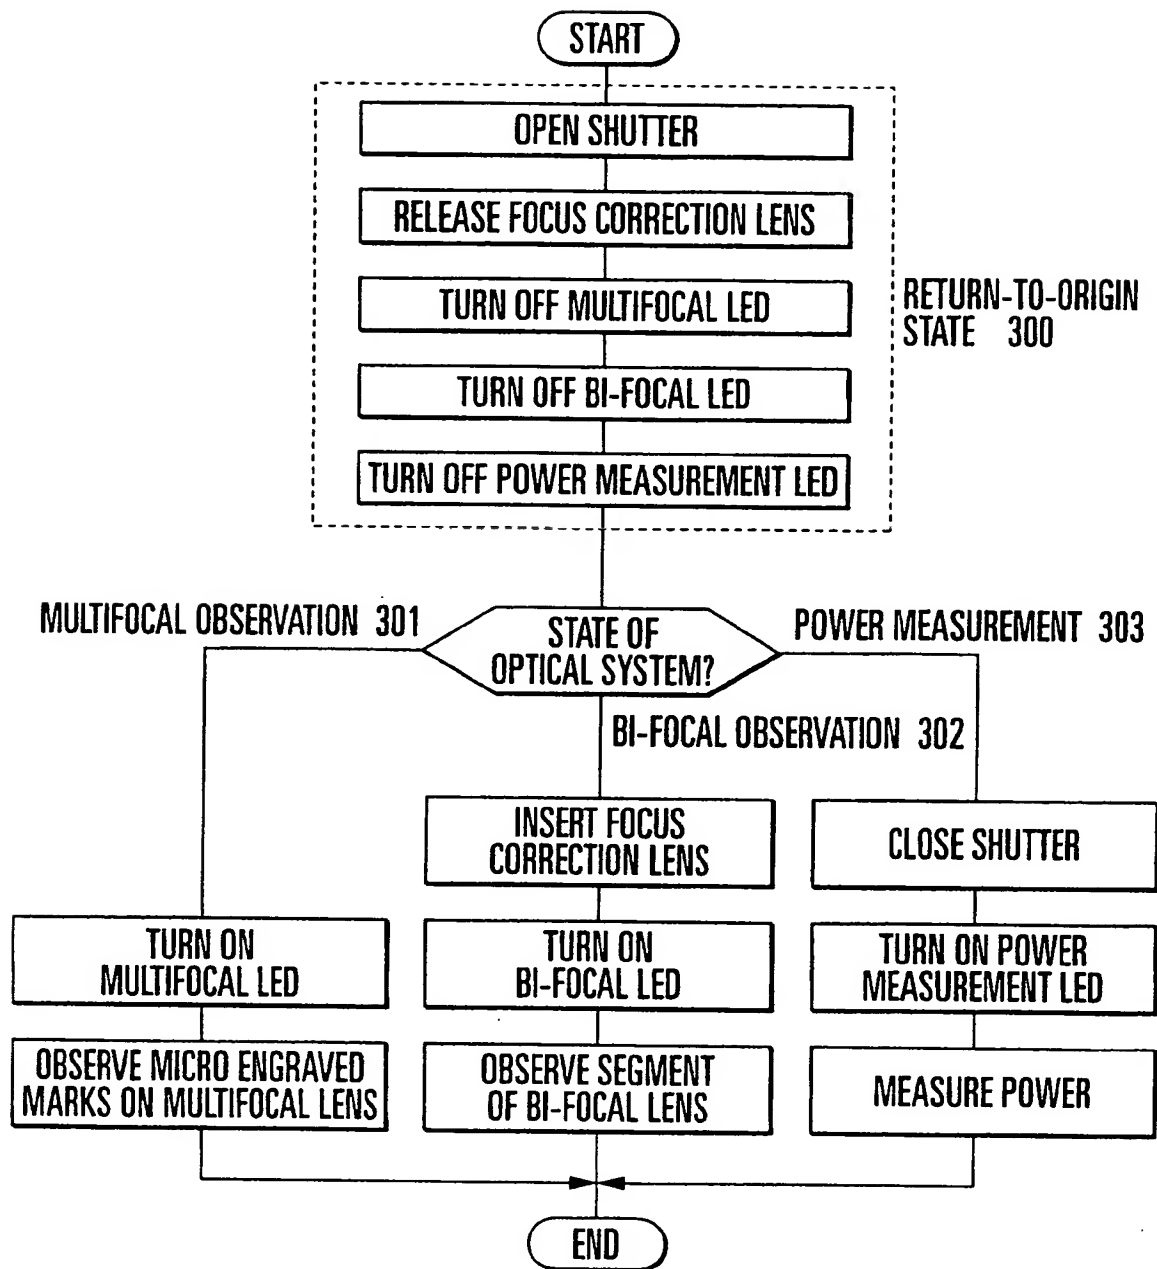 START
OPEN SHUTTER
RELEASE FOCUS CORRECTION LENS
TURN OFF MULTIFOCAL LED
TURN OFF BI-FOCAL LED
TURN OFF POWER MEASUREMENT LED
RETURN-TO-ORIGIN
STATE 300
MULTIFOCAL OBSERVATION 301
STATE OF
OPTICAL SYSTEM?
POWER MEASUREMENT 303
BI-FOCAL OBSERVATION 302
TURN ON
MULTIFOCAL LED
OBSERVE MICRO ENGRAVED
MARKS ON MULTIFOCAL LENS
INSERT FOCUS
CORRECTION LENS
TURN ON
BI-FOCAL LED
OBSERVE SEGMENT
OF BI-FOCAL LENS
CLOSE SHUTTER
TURN ON POWER
MEASUREMENT LED
MEASURE POWER
END